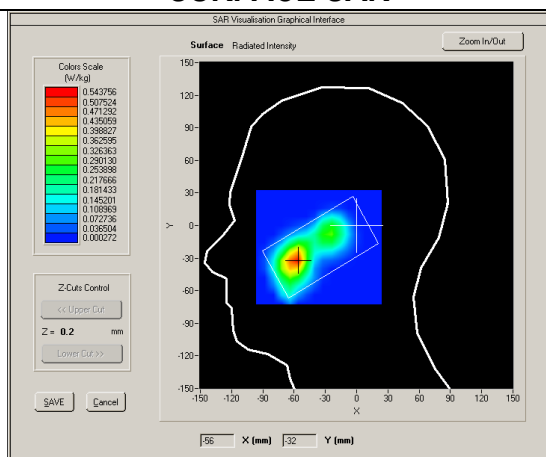 SAR Visualisation Graphical Interface
Surface Radiated Intensity
Zoom In/Out
Colors Scale
(W/kg)
0.543756
0.507524
0.471292
0.435059
0.398827
0.362595
0.326363
0.290130
0.253898
0.217666
0.181433
0.145201
0.108969
0.072736
0.036504
0.000272
Z-Cuts Control
<< Upper Cut
Z = 0.2 mm
Lower Cut >>
SAVE Cancel
150
120
90
60
30
0
-30
-60
-90
-120
-150
Y
-150 -120 -90 -60 -30 0 30 60 90 120 150
X
-56 X (mm) -32 Y (mm)